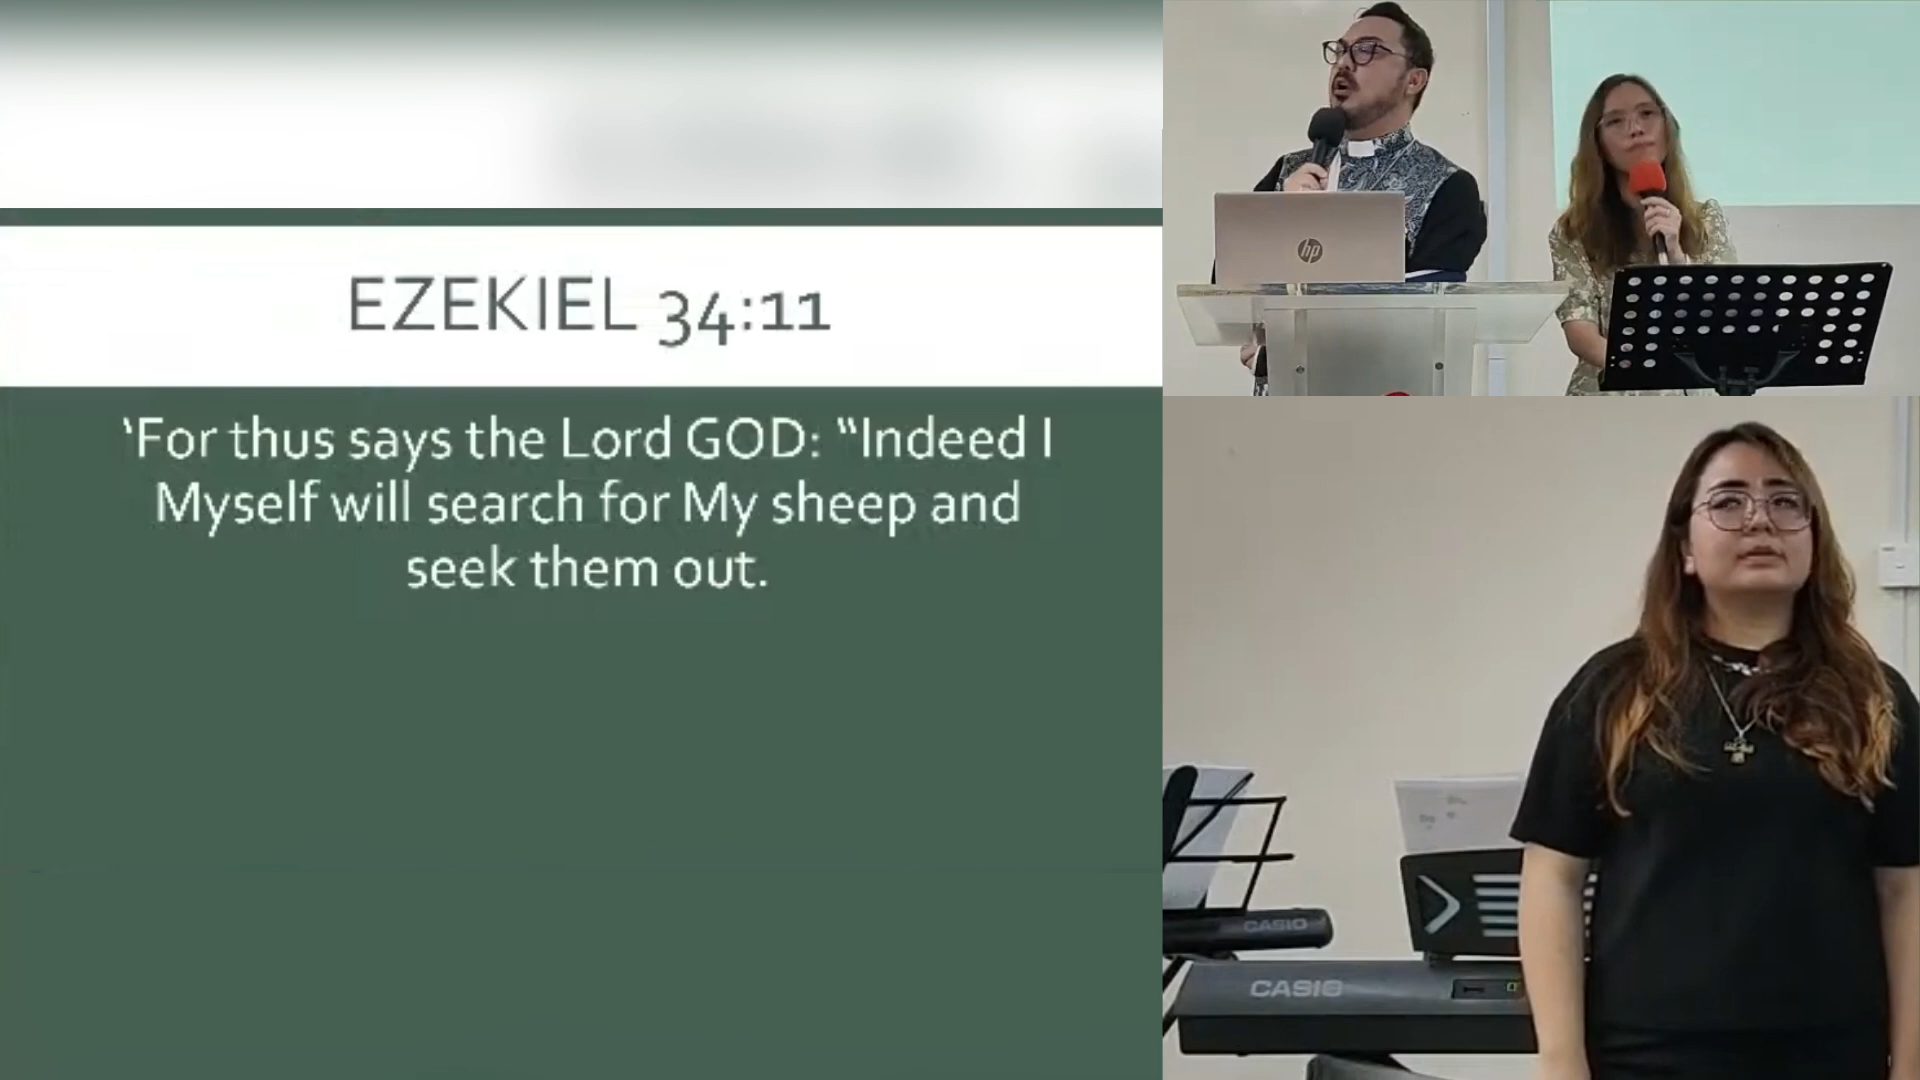 EZEKIEL 34:11
‘For thus says the Lord GOD: “Indeed I
Myself will search for My sheep and
seek them out.
hp
CASIO
CASIO